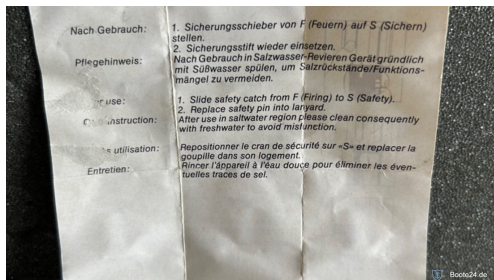 Nach Gebrauch: 1. Sicherungsschieber von F (Feuern) auf S (Sichern)
stellen.
2. Sicherungsstift wieder einsetzen.
Pflegehinweis: Nach Gebrauch in Salzwasser-Revieren Gerät gründlich
mit Süßwasser spülen, um Salzrückstände/Funktions-
mängel zu vermeiden.
use: 1. Slide safety catch from F (Firing) to S (Safety).
2. Replace safety pin into lanyard.
instruction: After use in saltwater region please clean consequently
with freshwater to avoid misfunction.
utilisation: Repositionner le cran de sécurité sur «S» et replacer la
goupille dans son logement.
Entretien: Rincer l'appareil à l'éau douce pour éliminer les éven-
tuelles traces de sel.
Boote24.de